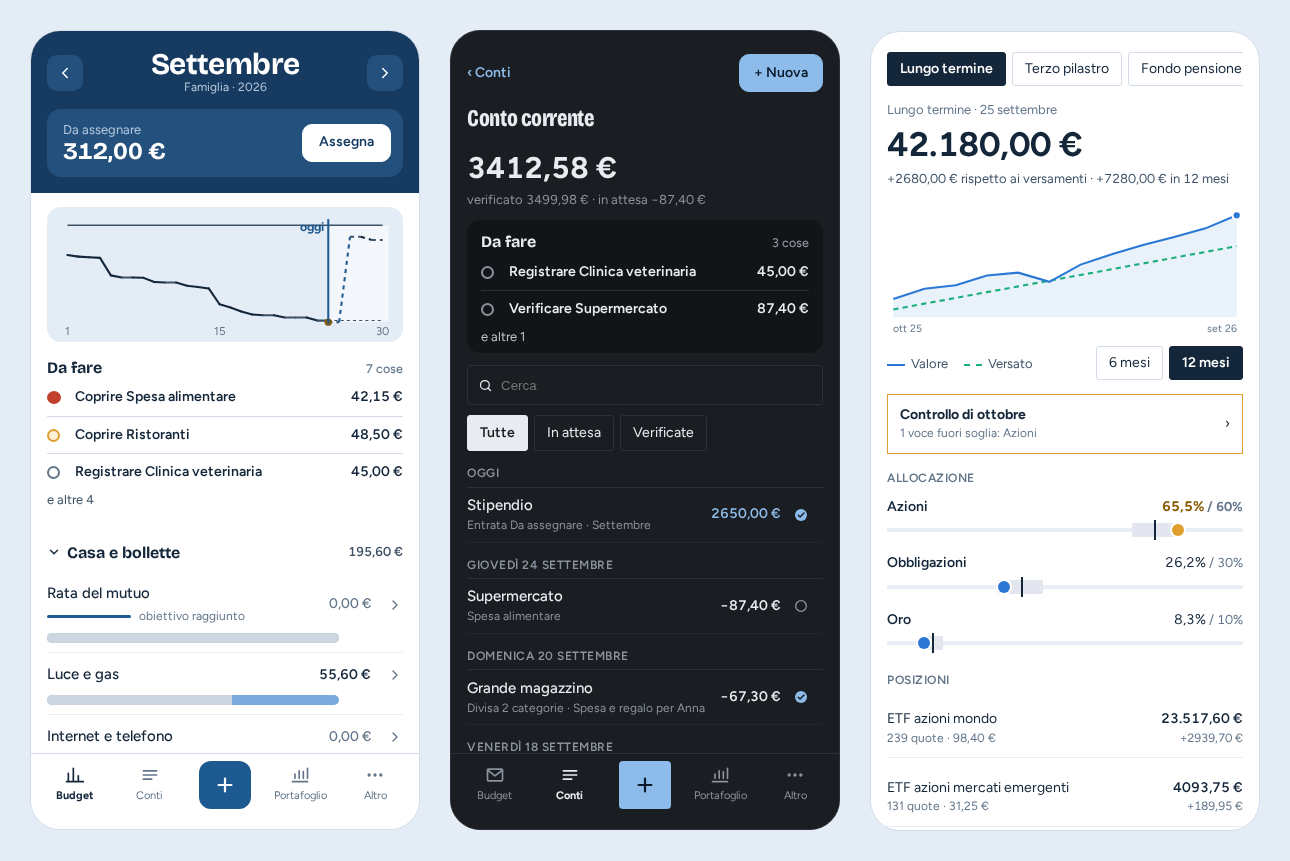 Settembre
Famiglia · 2026
Da assegnare
312,00 €
Assegna
oggi
1 15 30
Da fare 7 cose
Coprire Spesa alimentare 42,15 €
Coprire Ristoranti 48,50 €
Registrare Clinica veterinaria 45,00 €
e altre 4
Casa e bollette 195,60 €
Rata del mutuo 0,00 €
obiettivo raggiunto
Luce e gas 55,60 €
Internet e telefono 0,00 €
Budget Conti + Portafoglio Altro
‹ Conti + Nuova
Conto corrente
3412,58 €
verificato 3499,98 € · in attesa −87,40 €
Da fare 3 cose
Registrare Clinica veterinaria 45,00 €
Verificare Supermercato 87,40 €
e altre 1
Cerca
Tutte In attesa Verificate
OGGI
Stipendio 2650,00 €
Entrata Da assegnare · Settembre
GIOVEDÌ 24 SETTEMBRE
Supermercato −87,40 €
Spesa alimentare
DOMENICA 20 SETTEMBRE
Grande magazzino −67,30 €
Divisa 2 categorie · Spesa e regalo per Anna
VENERDÌ 18 SETTEMBRE
Budget Conti + Portafoglio Altro
Lungo termine Terzo pilastro Fondo pensione
Lungo termine · 25 settembre
42.180,00 €
+2680,00 € rispetto ai versamenti · +7280,00 € in 12 mesi
ott 25 set 26
Valore Versato 6 mesi 12 mesi
Controllo di ottobre
1 voce fuori soglia: Azioni
ALLOCAZIONE
Azioni 65,5% / 60%
Obbligazioni 26,2% / 30%
Oro 8,3% / 10%
POSIZIONI
ETF azioni mondo 23.517,60 €
239 quote · 98,40 € +2939,70 €
ETF azioni mercati emergenti 4093,75 €
131 quote · 31,25 € +189,95 €